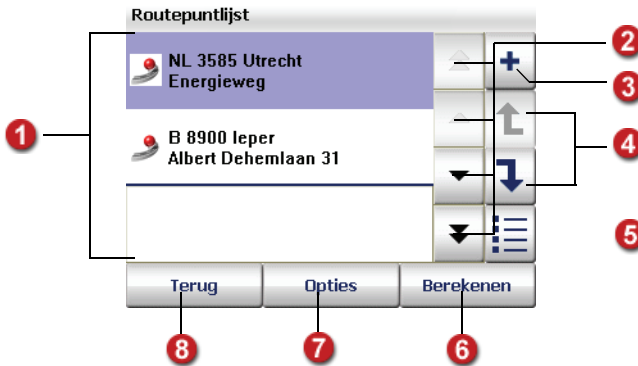 Routepuntlijst
NL 3585 Utrecht
Energieweg
B 8900 Ieper
Albert Dehemlaan 31
Terug
Opties
Berekenen
1
2
3
4
5
6
7
8